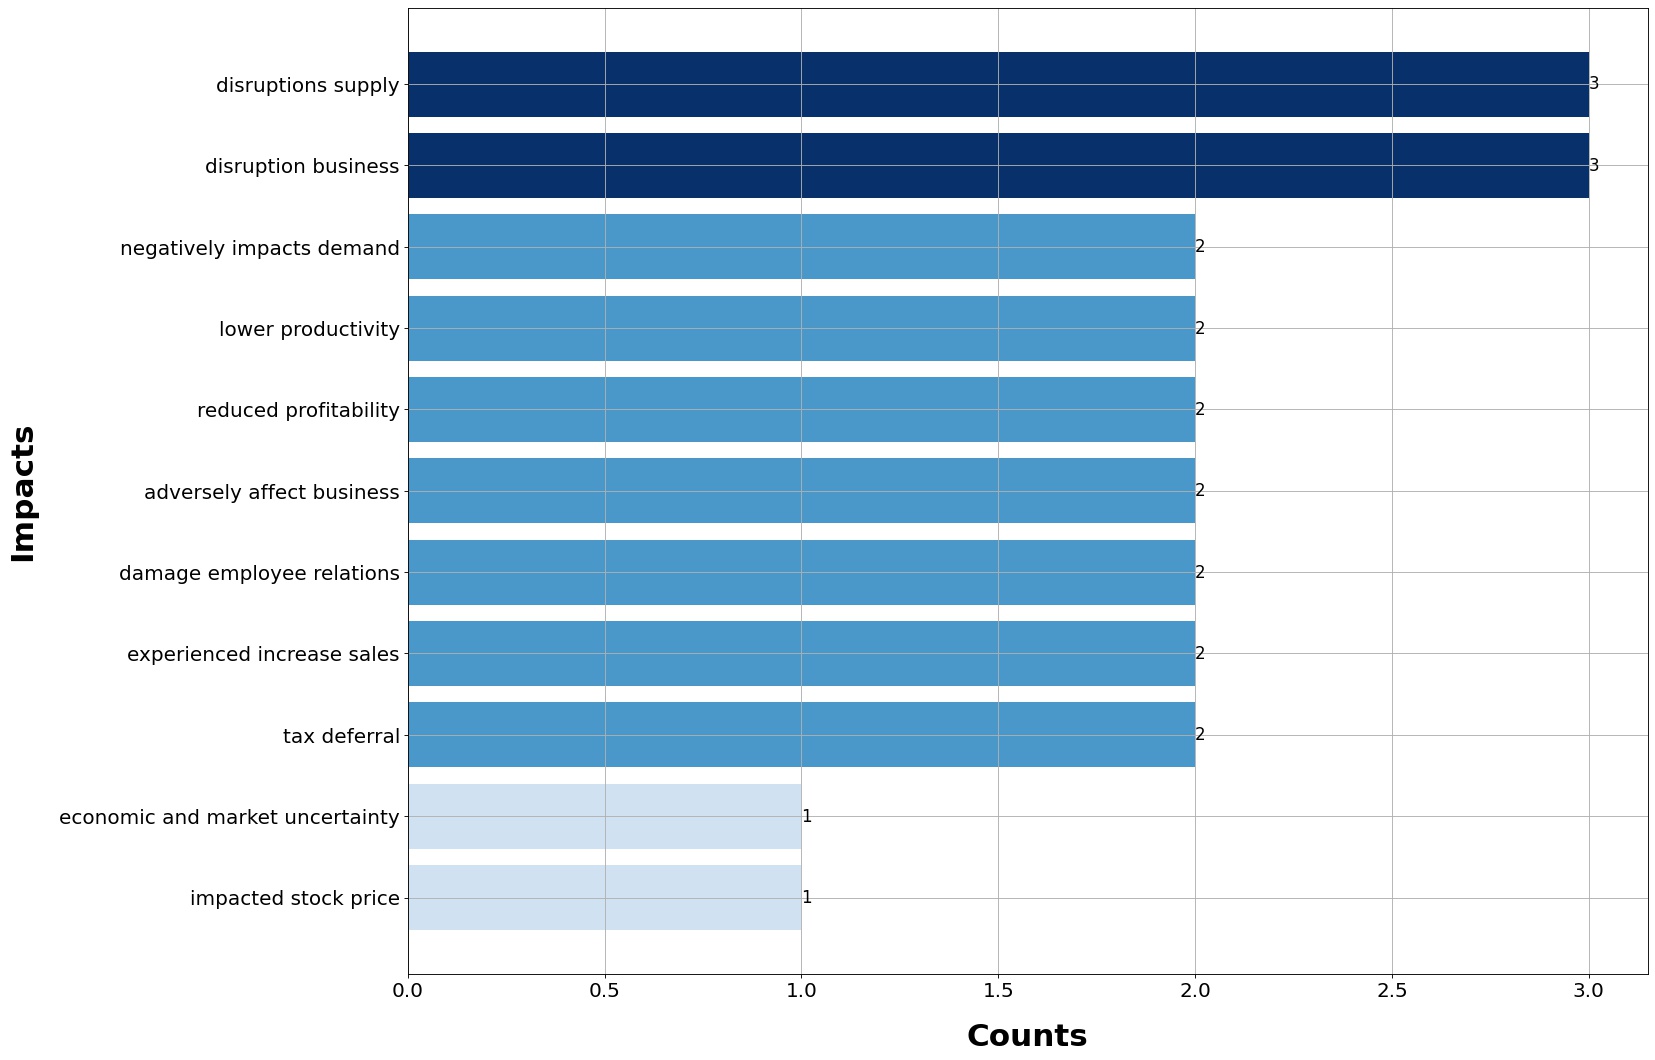 disruptions supply 3
disruption business 3
negatively impacts demand 2
lower productivity 2
reduced profitability 2
adversely affect business 2
damage employee relations 2
experienced increase sales 2
tax deferral 2
economic and market uncertainty 1
impacted stock price 1
Impacts
0.0 0.5 1.0 1.5 2.0 2.5 3.0
Counts